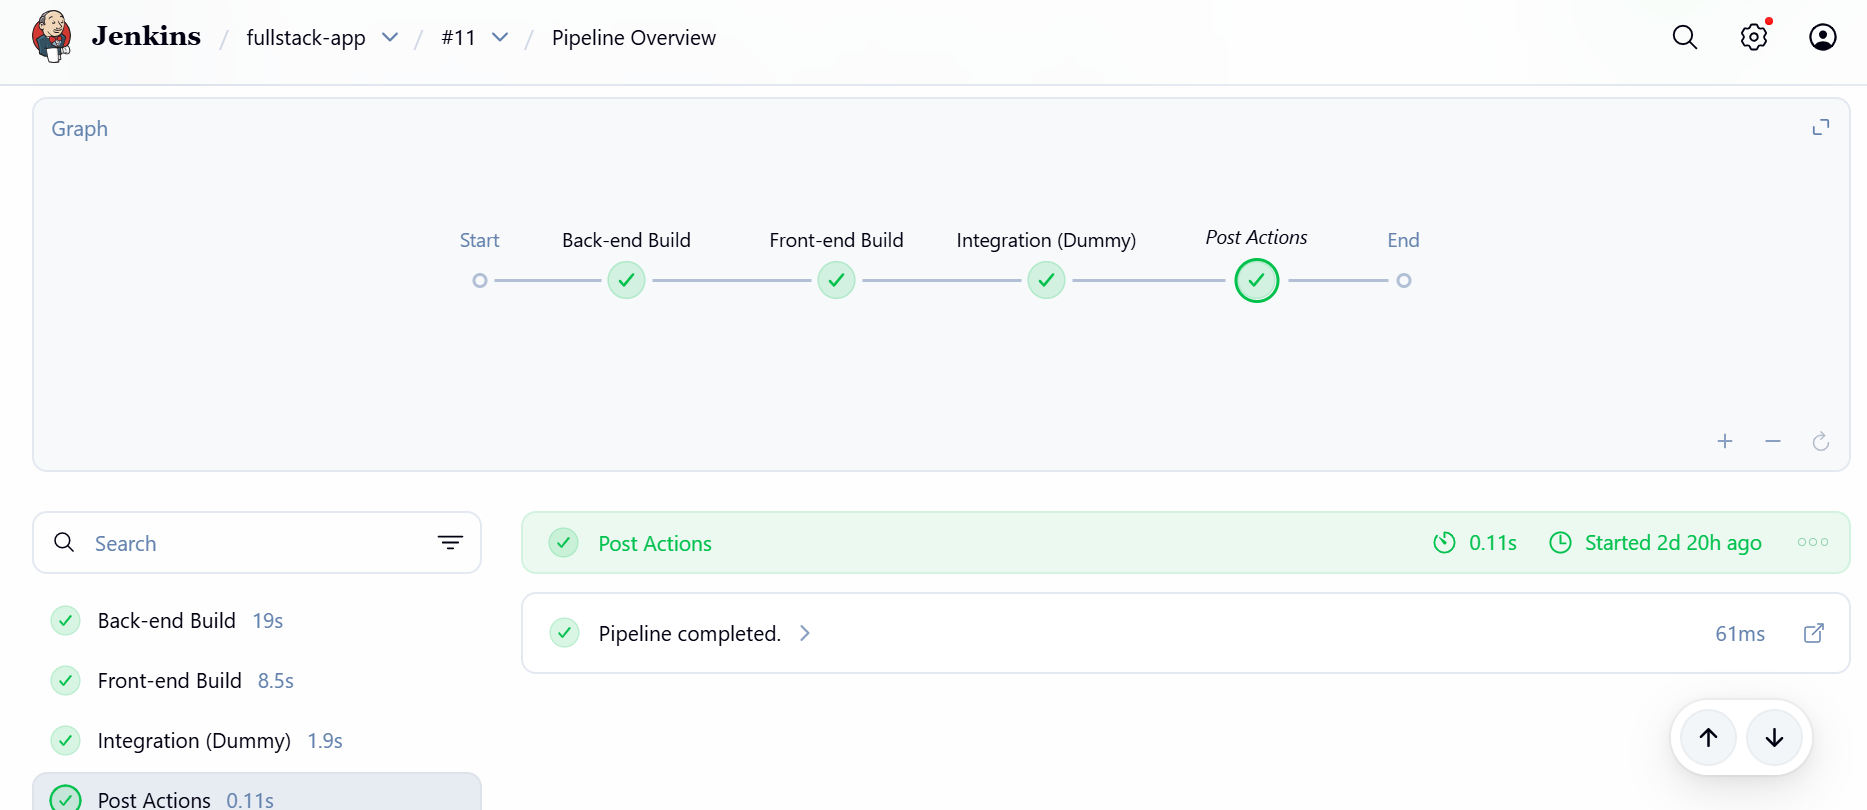 Jenkins / fullstack-app / #11 / Pipeline Overview
Graph
Start Back-end Build Front-end Build Integration (Dummy) Post Actions End
Search
Back-end Build 19s
Front-end Build 8.5s
Integration (Dummy) 1.9s
Post Actions 0.11s
Post Actions 0.11s Started 2d 20h ago
Pipeline completed. 61ms